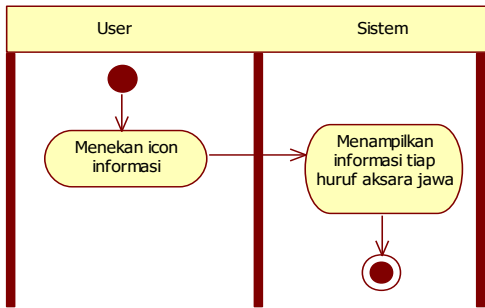 User
Sistem
Menekan icon
informasi
Menampilkan
informasi tiap
huruf aksara jawa